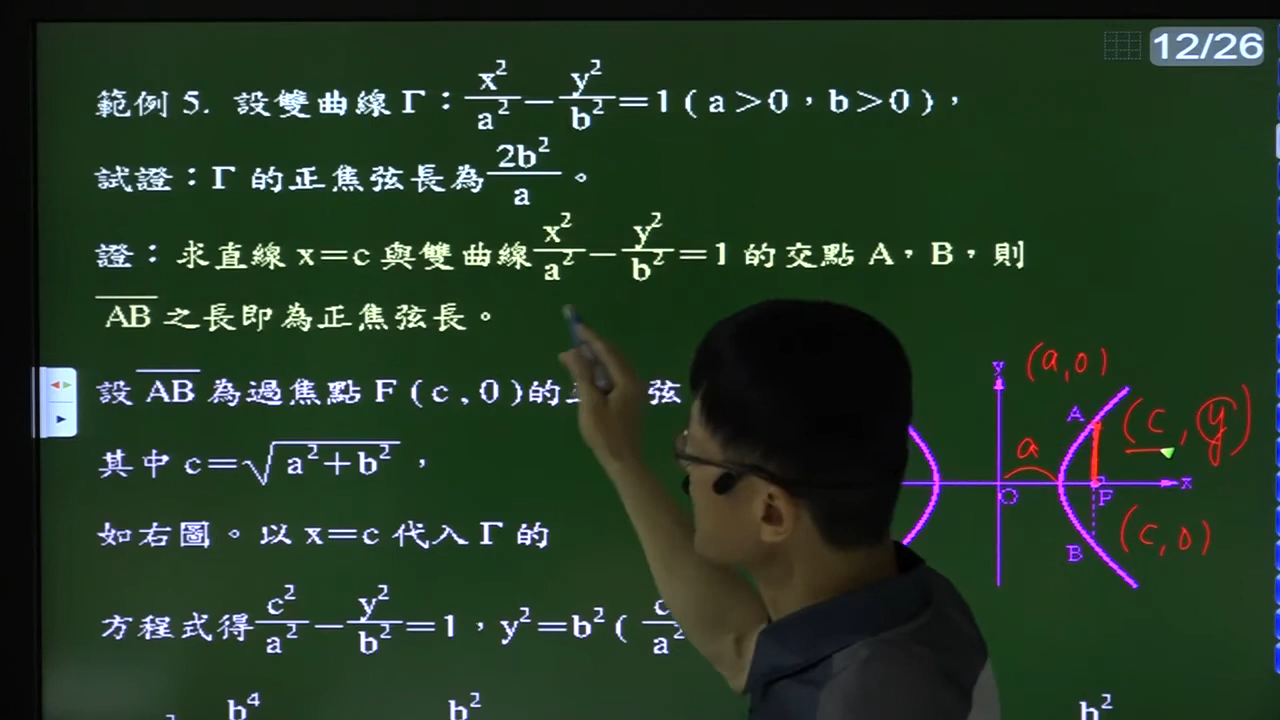 12/26
範例 5. 設雙曲線 Γ：x²/a² − y²/b² = 1 ( a > 0 , b > 0 ) ,
試證：Γ 的正焦弦長為 2b²/a 。
證：求直線 x = c 與雙曲線 x²/a² − y²/b² = 1 的交點 A，B，則
AB 之長即為正焦弦長。
設 AB 為過焦點 F ( c , 0 )的 弦
其中 c = √(a² + b²) ,
如右圖。以 x = c 代入 Γ 的
方程式得 c²/a² − y²/b² = 1 , y² = b² ( c /a²
b⁴ b² b²
y (a,0)
A (c, y)
a
O F x
B (c, 0)